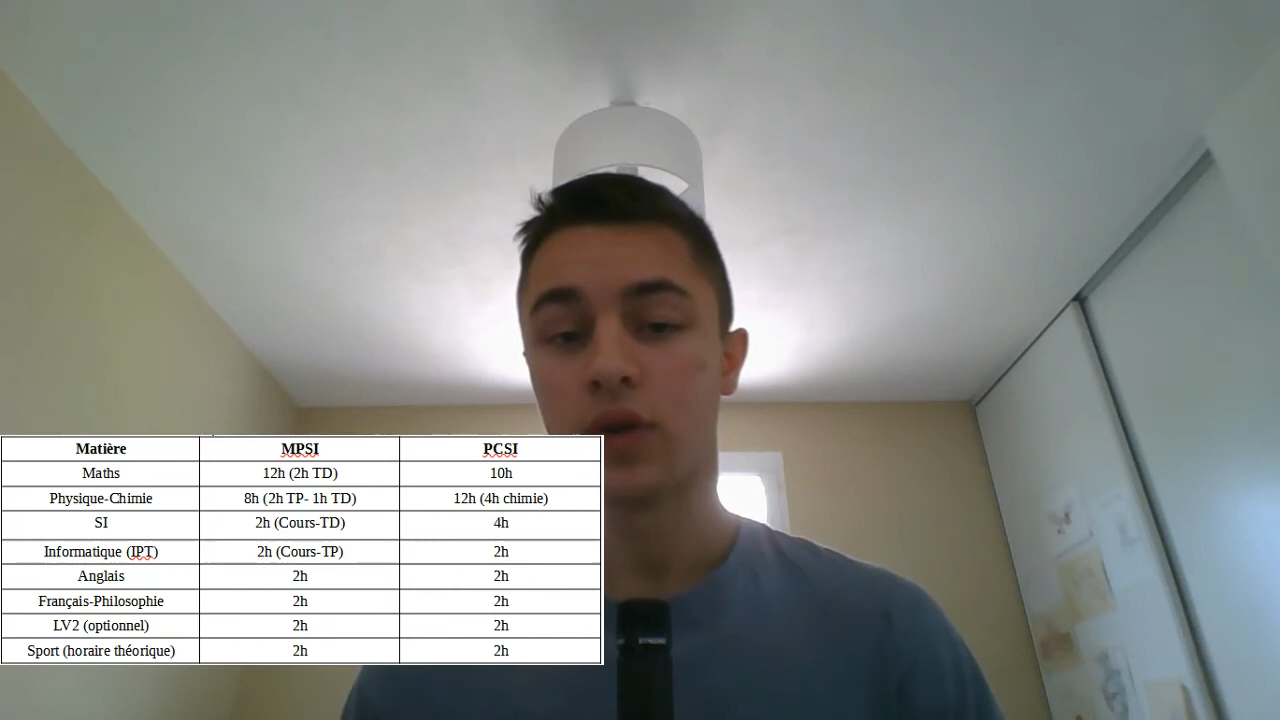 Matière MPSI PCSI
Maths 12h (2h TD) 10h
Physique-Chimie 8h (2h TP- 1h TD) 12h (4h chimie)
SI 2h (Cours-TD) 4h
Informatique (IPT) 2h (Cours-TP) 2h
Anglais 2h 2h
Français-Philosophie 2h 2h
LV2 (optionnel) 2h 2h
Sport (horaire théorique) 2h 2h